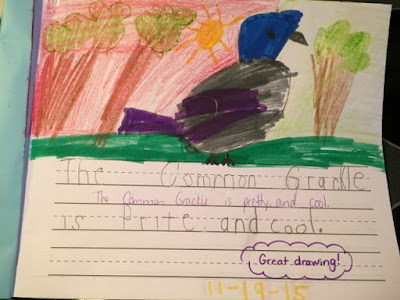 The Common Grackle
The Common Grackle is pretty and cool.
is Prite and cool.
Great drawing!
11-19-15